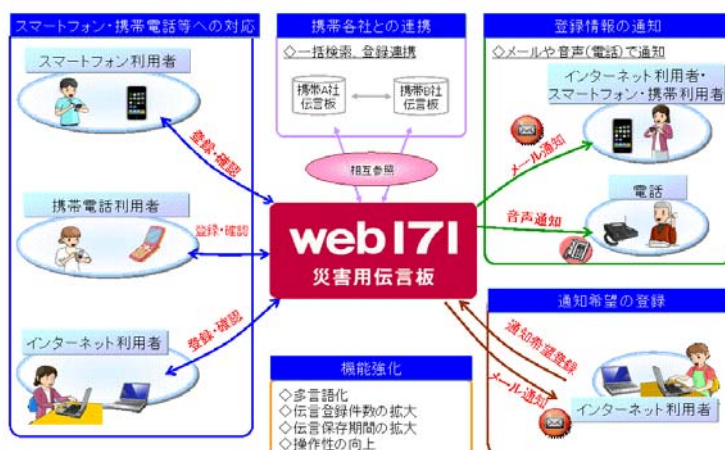 スマートフォン・携帯電話等への対応
スマートフォン利用者
登録・確認
携帯電話利用者
登録・確認
インターネット利用者
登録・確認
携帯各社との連携
◇一括検索、登録連携
携帯A社
伝言板
携帯B社
伝言板
相互参照
web171
災害用伝言板
機能強化
◇多言語化
◇伝言登録件数の拡大
◇伝言保存期間の拡大
◇操作性の向上
登録情報の通知
◇メールや音声(電話)で通知
インターネット利用者・
スマートフォン・携帯利用者
メール通知
電話
音声通知
通知希望の登録
通知希望登録
メール通知
インターネット利用者